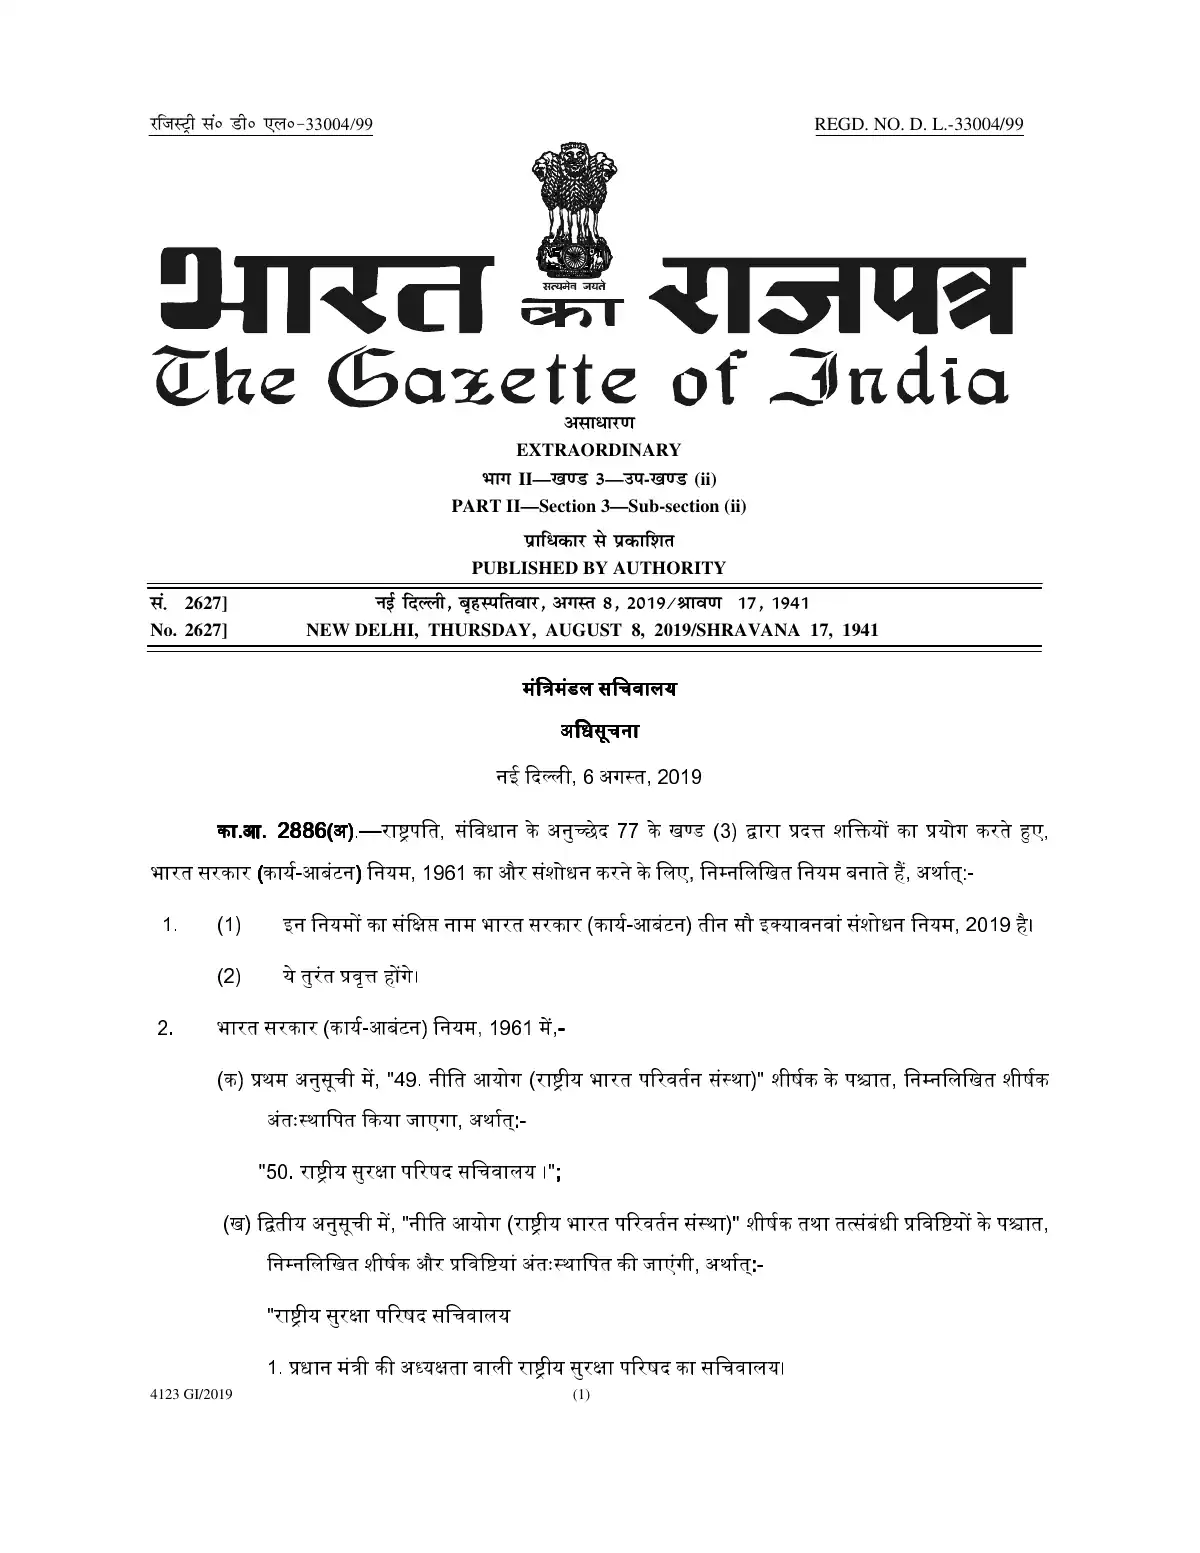 रजिस्ट्री सं० डी० एल०-33004/99
REGD. NO. D. L.-33004/99
सत्यमेव जयते
भारत का राजपत्र
The Gazette of India
असाधारण
EXTRAORDINARY
भाग II—खण्ड 3—उप-खण्ड (ii)
PART II—Section 3—Sub-section (ii)
प्राधिकार से प्रकाशित
PUBLISHED BY AUTHORITY
सं. 2627] नई दिल्ली, बृहस्पतिवार, अगस्त 8, 2019/श्रावण 17, 1941
No. 2627] NEW DELHI, THURSDAY, AUGUST 8, 2019/SHRAVANA 17, 1941
मंत्रिमंडल सचिवालय
अधिसूचना
नई दिल्ली, 6 अगस्त, 2019
का.आ. 2886(अ).—राष्ट्रपति, संविधान के अनुच्छेद 77 के खण्ड (3) द्वारा प्रदत्त शक्तियों का प्रयोग करते हुए,
भारत सरकार (कार्य-आबंटन) नियम, 1961 का और संशोधन करने के लिए, निम्नलिखित नियम बनाते हैं, अर्थात्:-
1. (1) इन नियमों का संक्षिप्त नाम भारत सरकार (कार्य-आबंटन) तीन सौ इक्यावनवां संशोधन नियम, 2019 है।
(2) ये तुरंत प्रवृत्त होंगे।
2. भारत सरकार (कार्य-आबंटन) नियम, 1961 में,-
(क) प्रथम अनुसूची में, "49. नीति आयोग (राष्ट्रीय भारत परिवर्तन संस्था)" शीर्षक के पश्चात, निम्नलिखित शीर्षक
अंतःस्थापित किया जाएगा, अर्थात्:-
"50. राष्ट्रीय सुरक्षा परिषद सचिवालय ।";
(ख) द्वितीय अनुसूची में, "नीति आयोग (राष्ट्रीय भारत परिवर्तन संस्था)" शीर्षक तथा तत्संबंधी प्रविष्टियों के पश्चात,
निम्नलिखित शीर्षक और प्रविष्टियां अंतःस्थापित की जाएंगी, अर्थात्:-
"राष्ट्रीय सुरक्षा परिषद सचिवालय
1. प्रधान मंत्री की अध्यक्षता वाली राष्ट्रीय सुरक्षा परिषद का सचिवालय।
4123 GI/2019 (1)